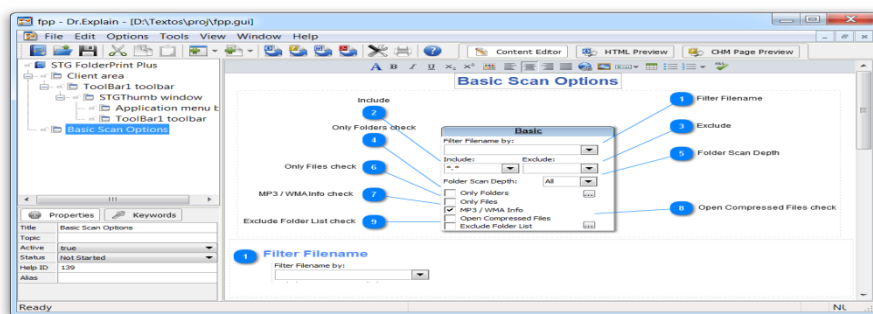 fpp - Dr.Explain - [D:\Textos\proj\fpp.gui]
File Edit Options Tools View Window Help
Content Editor HTML Preview CHM Page Preview
STG FolderPrint Plus
Client area
ToolBar1 toolbar
STGThumb window
Application menu b
ToolBar1 toolbar
Basic Scan Options
Properties Keywords
Title Basic Scan Options
Topic
Active true
Status Not Started
Help ID 139
Alias
A B I U x₂ x²
Basic Scan Options
Include
2
Only Folders check
4
Only Files check 6
MP3 / WMAInfo check 7
Exclude Folder List check 9
Basic
Filter Filename by:
Include: Exclude:
*.*
Folder Scan Depth: All
Only Folders ...
Only Files
MP3 / WMA Info
Open Compressed Files
Exclude Folder List ...
1 Filter Filename
3 Exclude
5 Folder Scan Depth
8 Open Compressed Files check
1 Filter Filename
Filter Filename by:
Ready NL